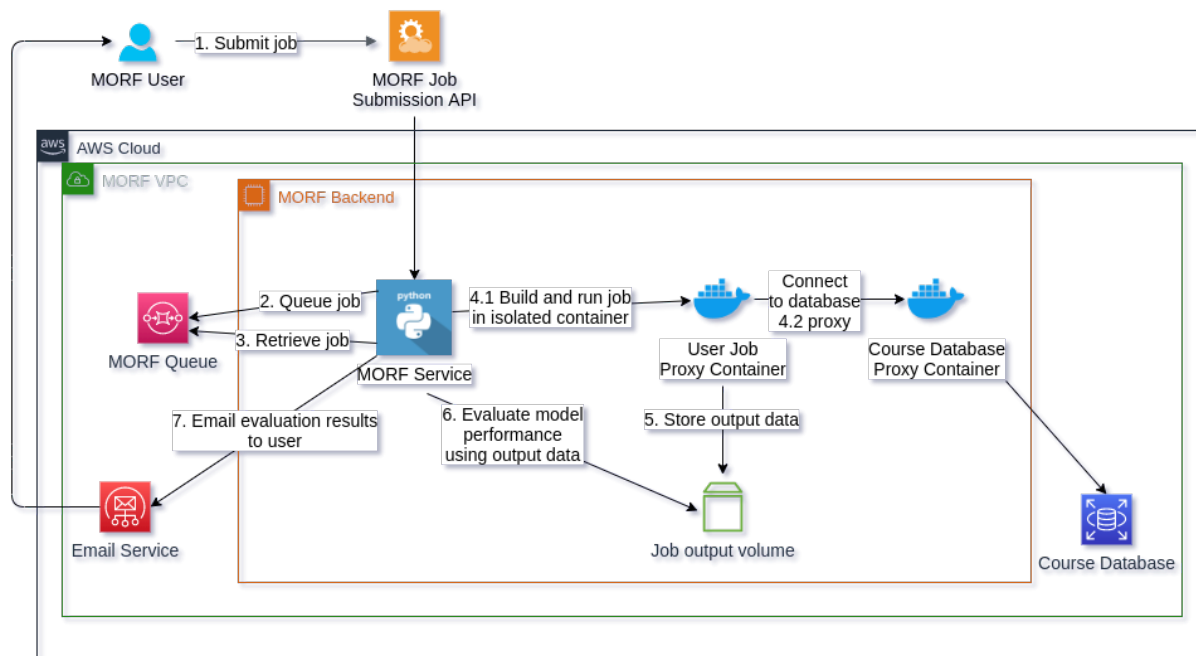 1. Submit job
MORF User
MORF Job
Submission API
aws
AWS Cloud
MORF VPC
MORF Backend
python
2. Queue job
3. Retrieve job
MORF Queue
MORF Service
4.1 Build and run job
in isolated container
Connect
to database
4.2 proxy
User Job
Proxy Container
Course Database
Proxy Container
7. Email evaluation results
to user
6. Evaluate model
performance
using output data
5. Store output data
Email Service
Job output volume
Course Database